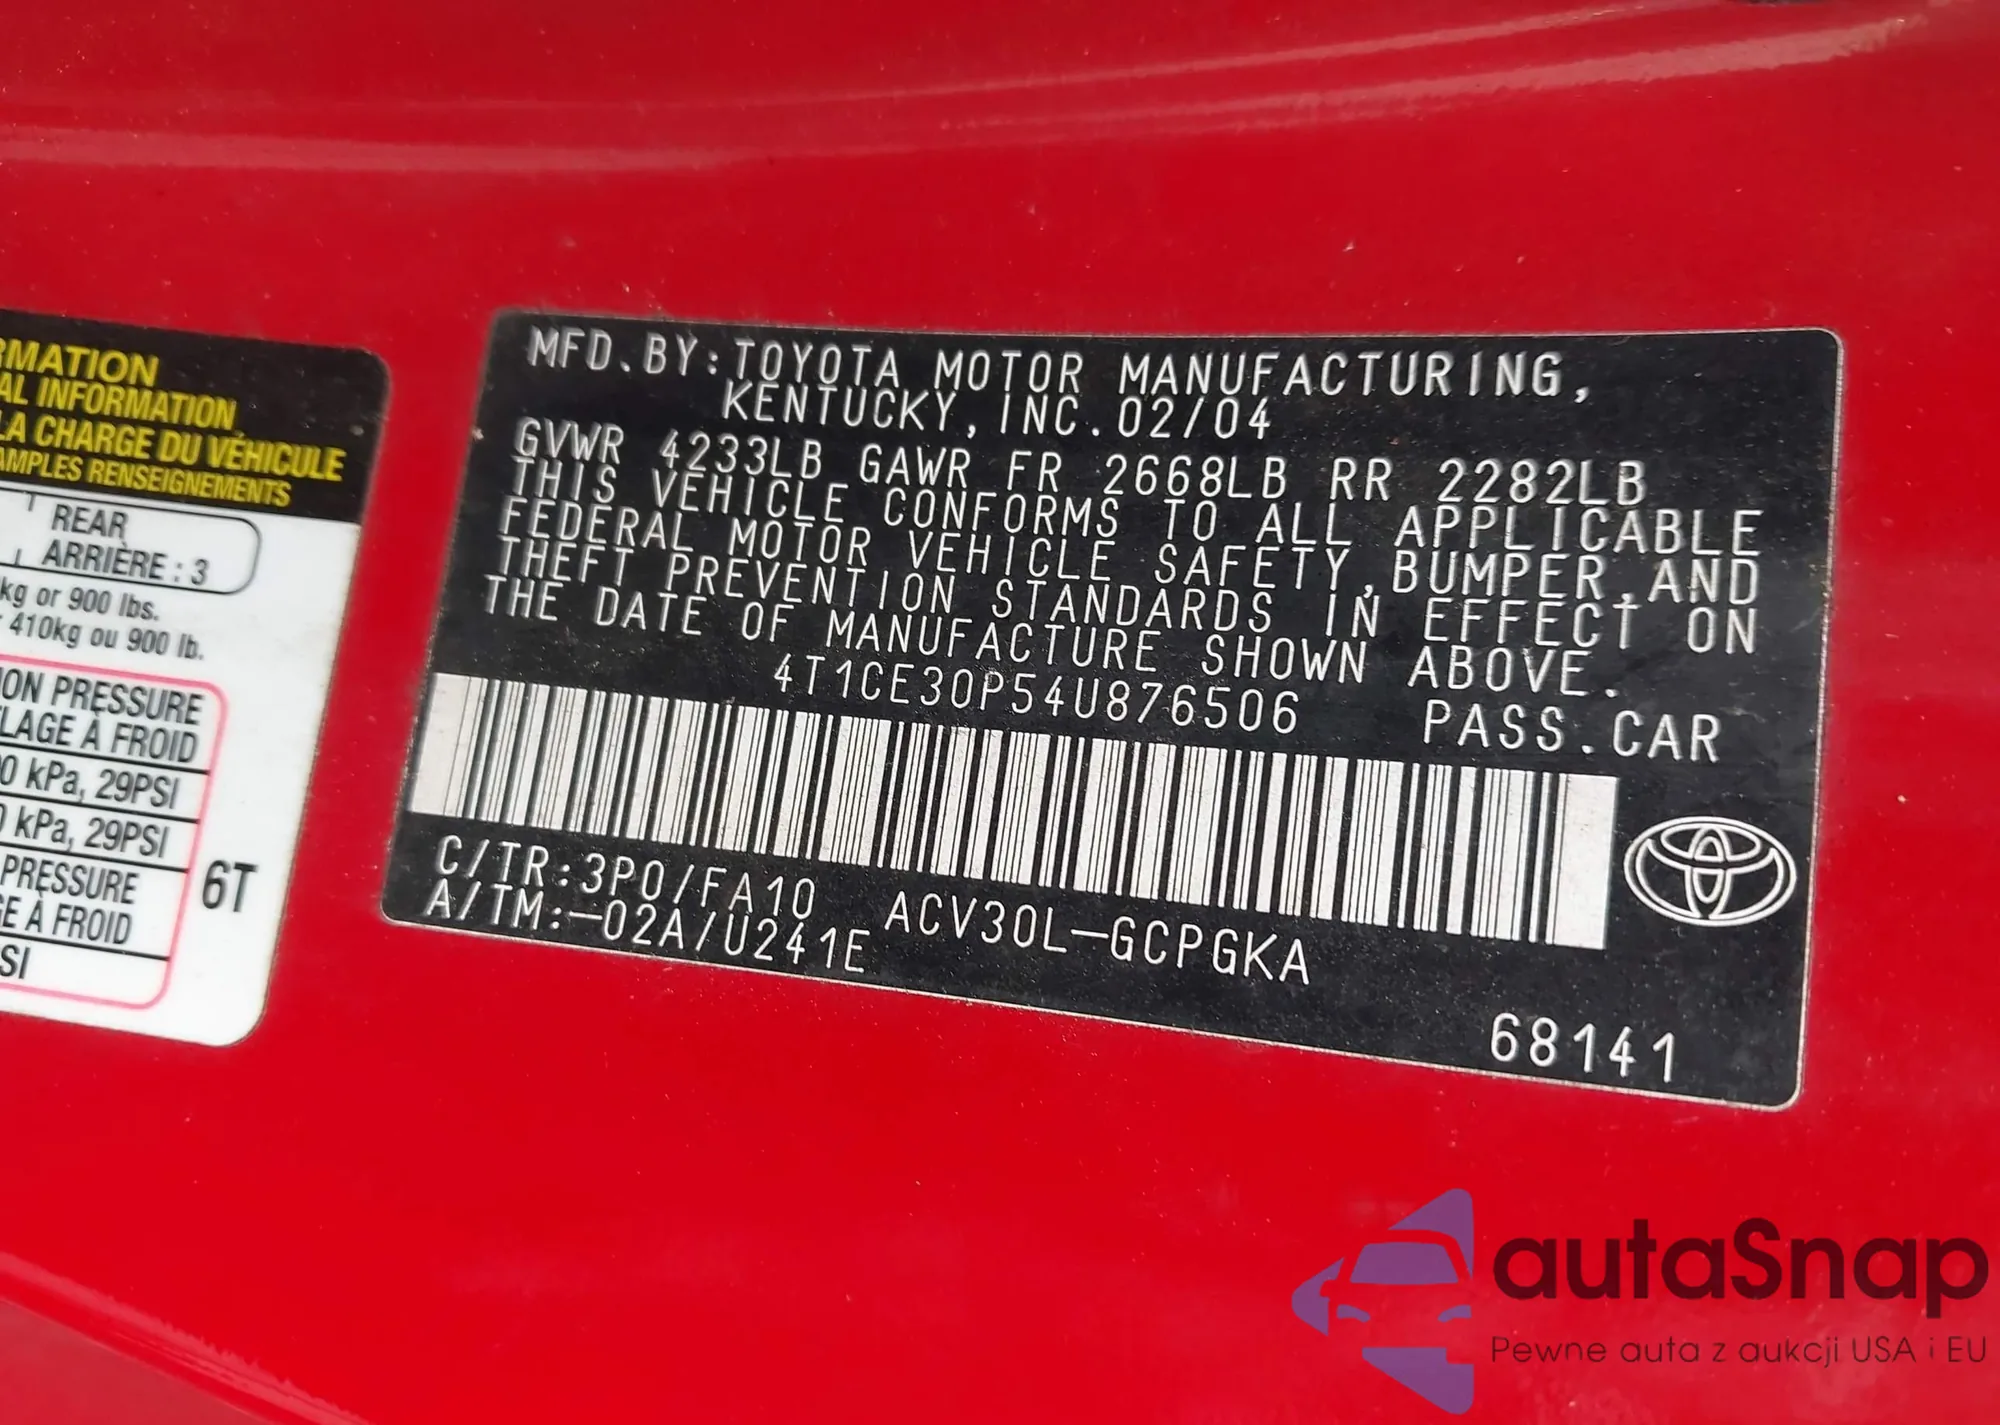 RMATION
AL INFORMATION
LA CHARGE DU VÉHICULE
AMPLES RENSEIGNEMENTS
REAR
ARRIÈRE : 3
kg or 900 lbs.
410kg ou 900 lb.
ION PRESSURE
LAGE À FROID
0 kPa, 29PSI
0 kPa, 29PSI
PRESSURE
GE À FROID
SI
6T
MFD.BY:TOYOTA MOTOR MANUFACTURING,
KENTUCKY, INC.02/04
GVWR 4233LB GAWR FR 2668LB RR 2282LB
THIS VEHICLE CONFORMS TO ALL APPLICABLE
FEDERAL MOTOR VEHICLE SAFETY,BUMPER,AND
THEFT PREVENTION STANDARDS IN EFFECT ON
THE DATE OF MANUFACTURE SHOWN ABOVE.
4T1CE30P54U876506 PASS.CAR
C/TR:3P0/FA10 ACV30L-GCPGKA
A/TM:-02A/U241E
68141
autaSnap
Pewne auta z aukcji USA i EU